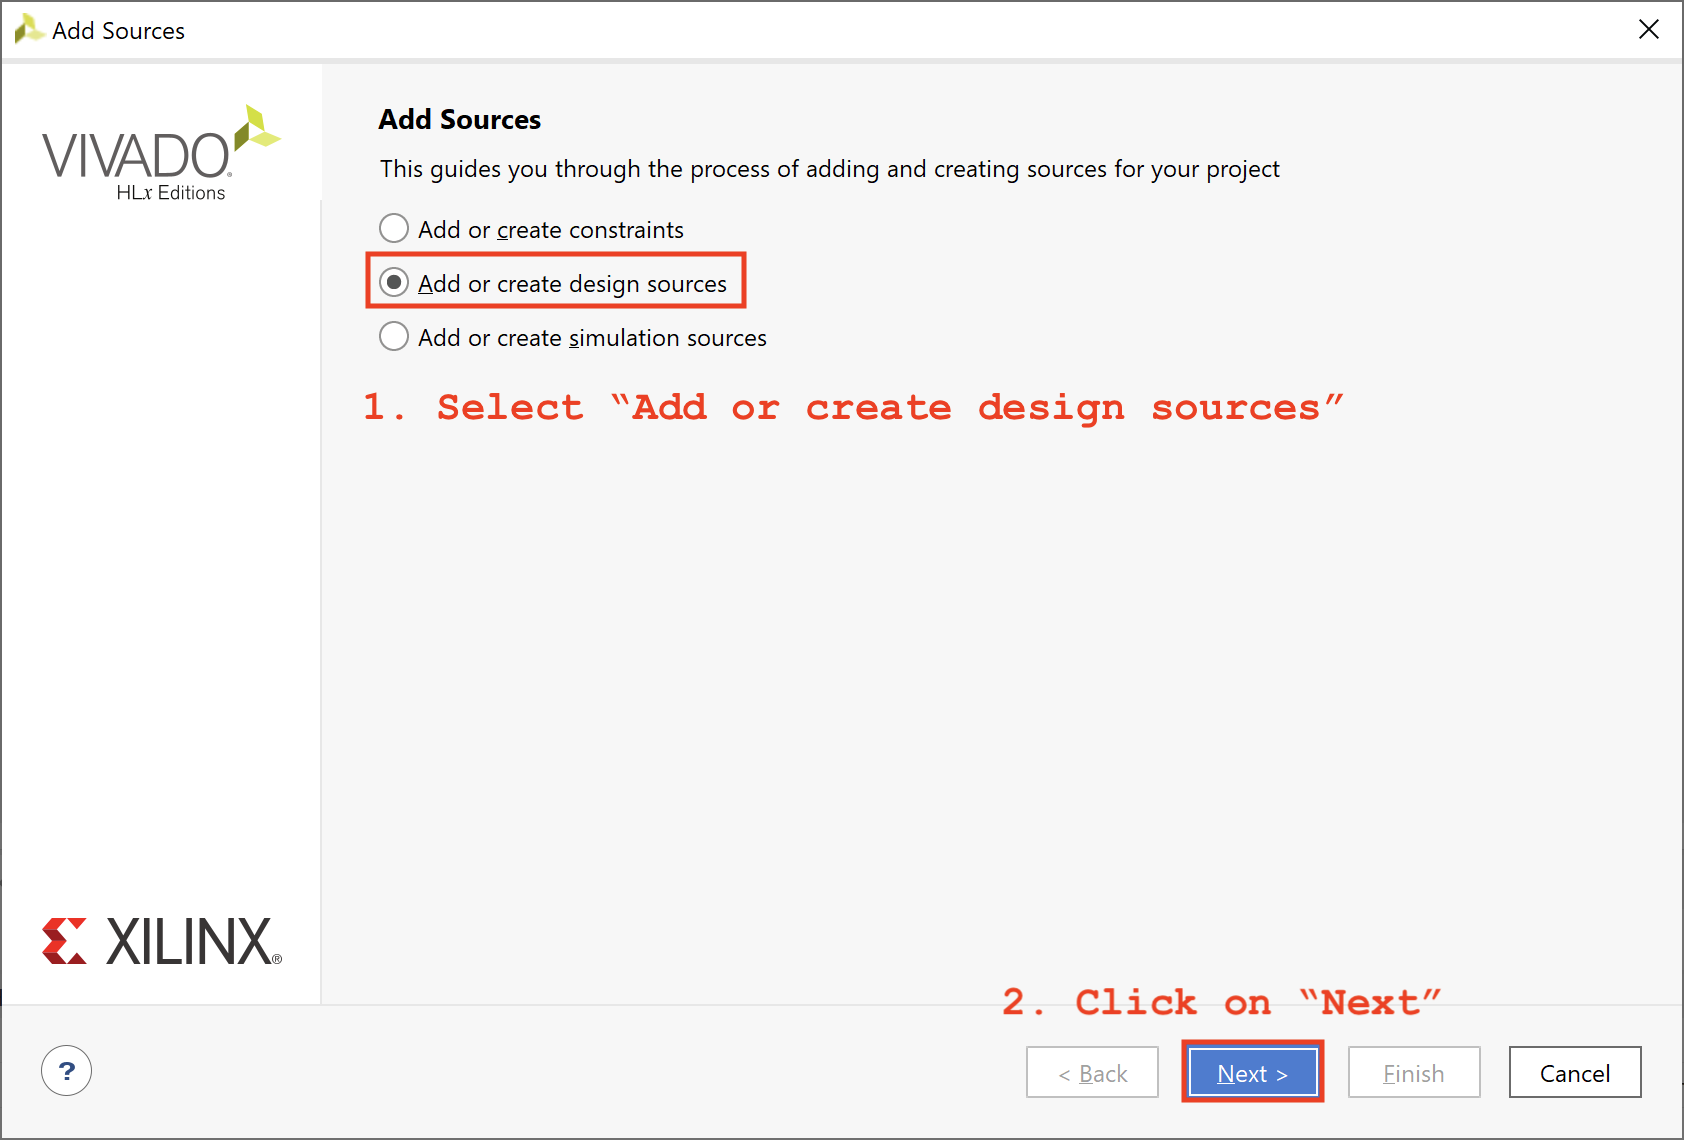 Add Sources
VIVADO®
HLx Editions
Add Sources
This guides you through the process of adding and creating sources for your project
Add or create constraints
Add or create design sources
Add or create simulation sources
1. Select “Add or create design sources”
XILINX®
2. Click on “Next”
?
< Back
Next >
Finish
Cancel